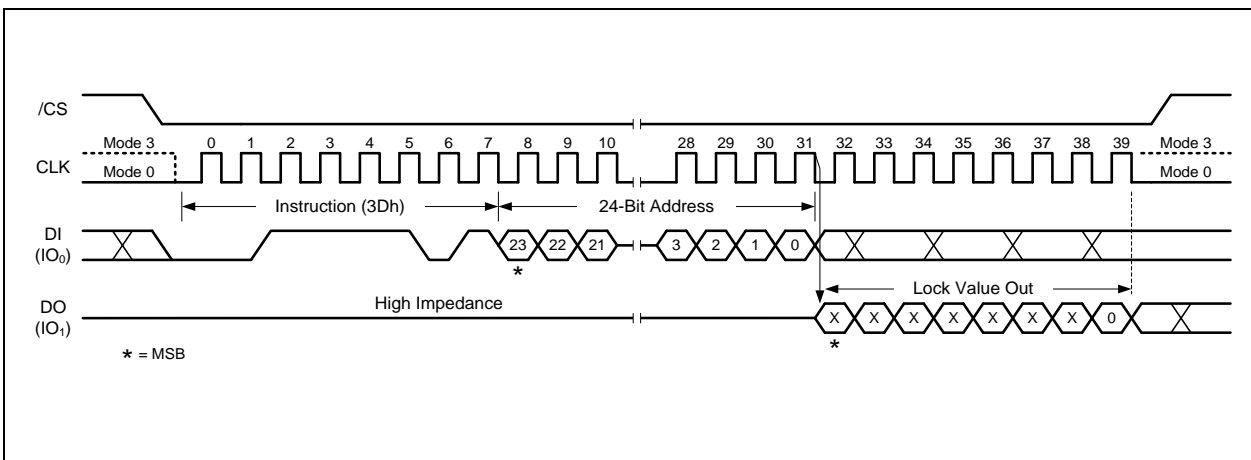 /CS
Mode 3 0 1 2 3 4 5 6 7 8 9 10 28 29 30 31 32 33 34 35 36 37 38 39 Mode 3
CLK
Mode 0 Mode 0
Instruction (3Dh) 24-Bit Address
DI
(IO₀)
23 22 21 3 2 1 0
*
Lock Value Out
High Impedance
DO
(IO₁)
X X X X X X X 0
*
* = MSB